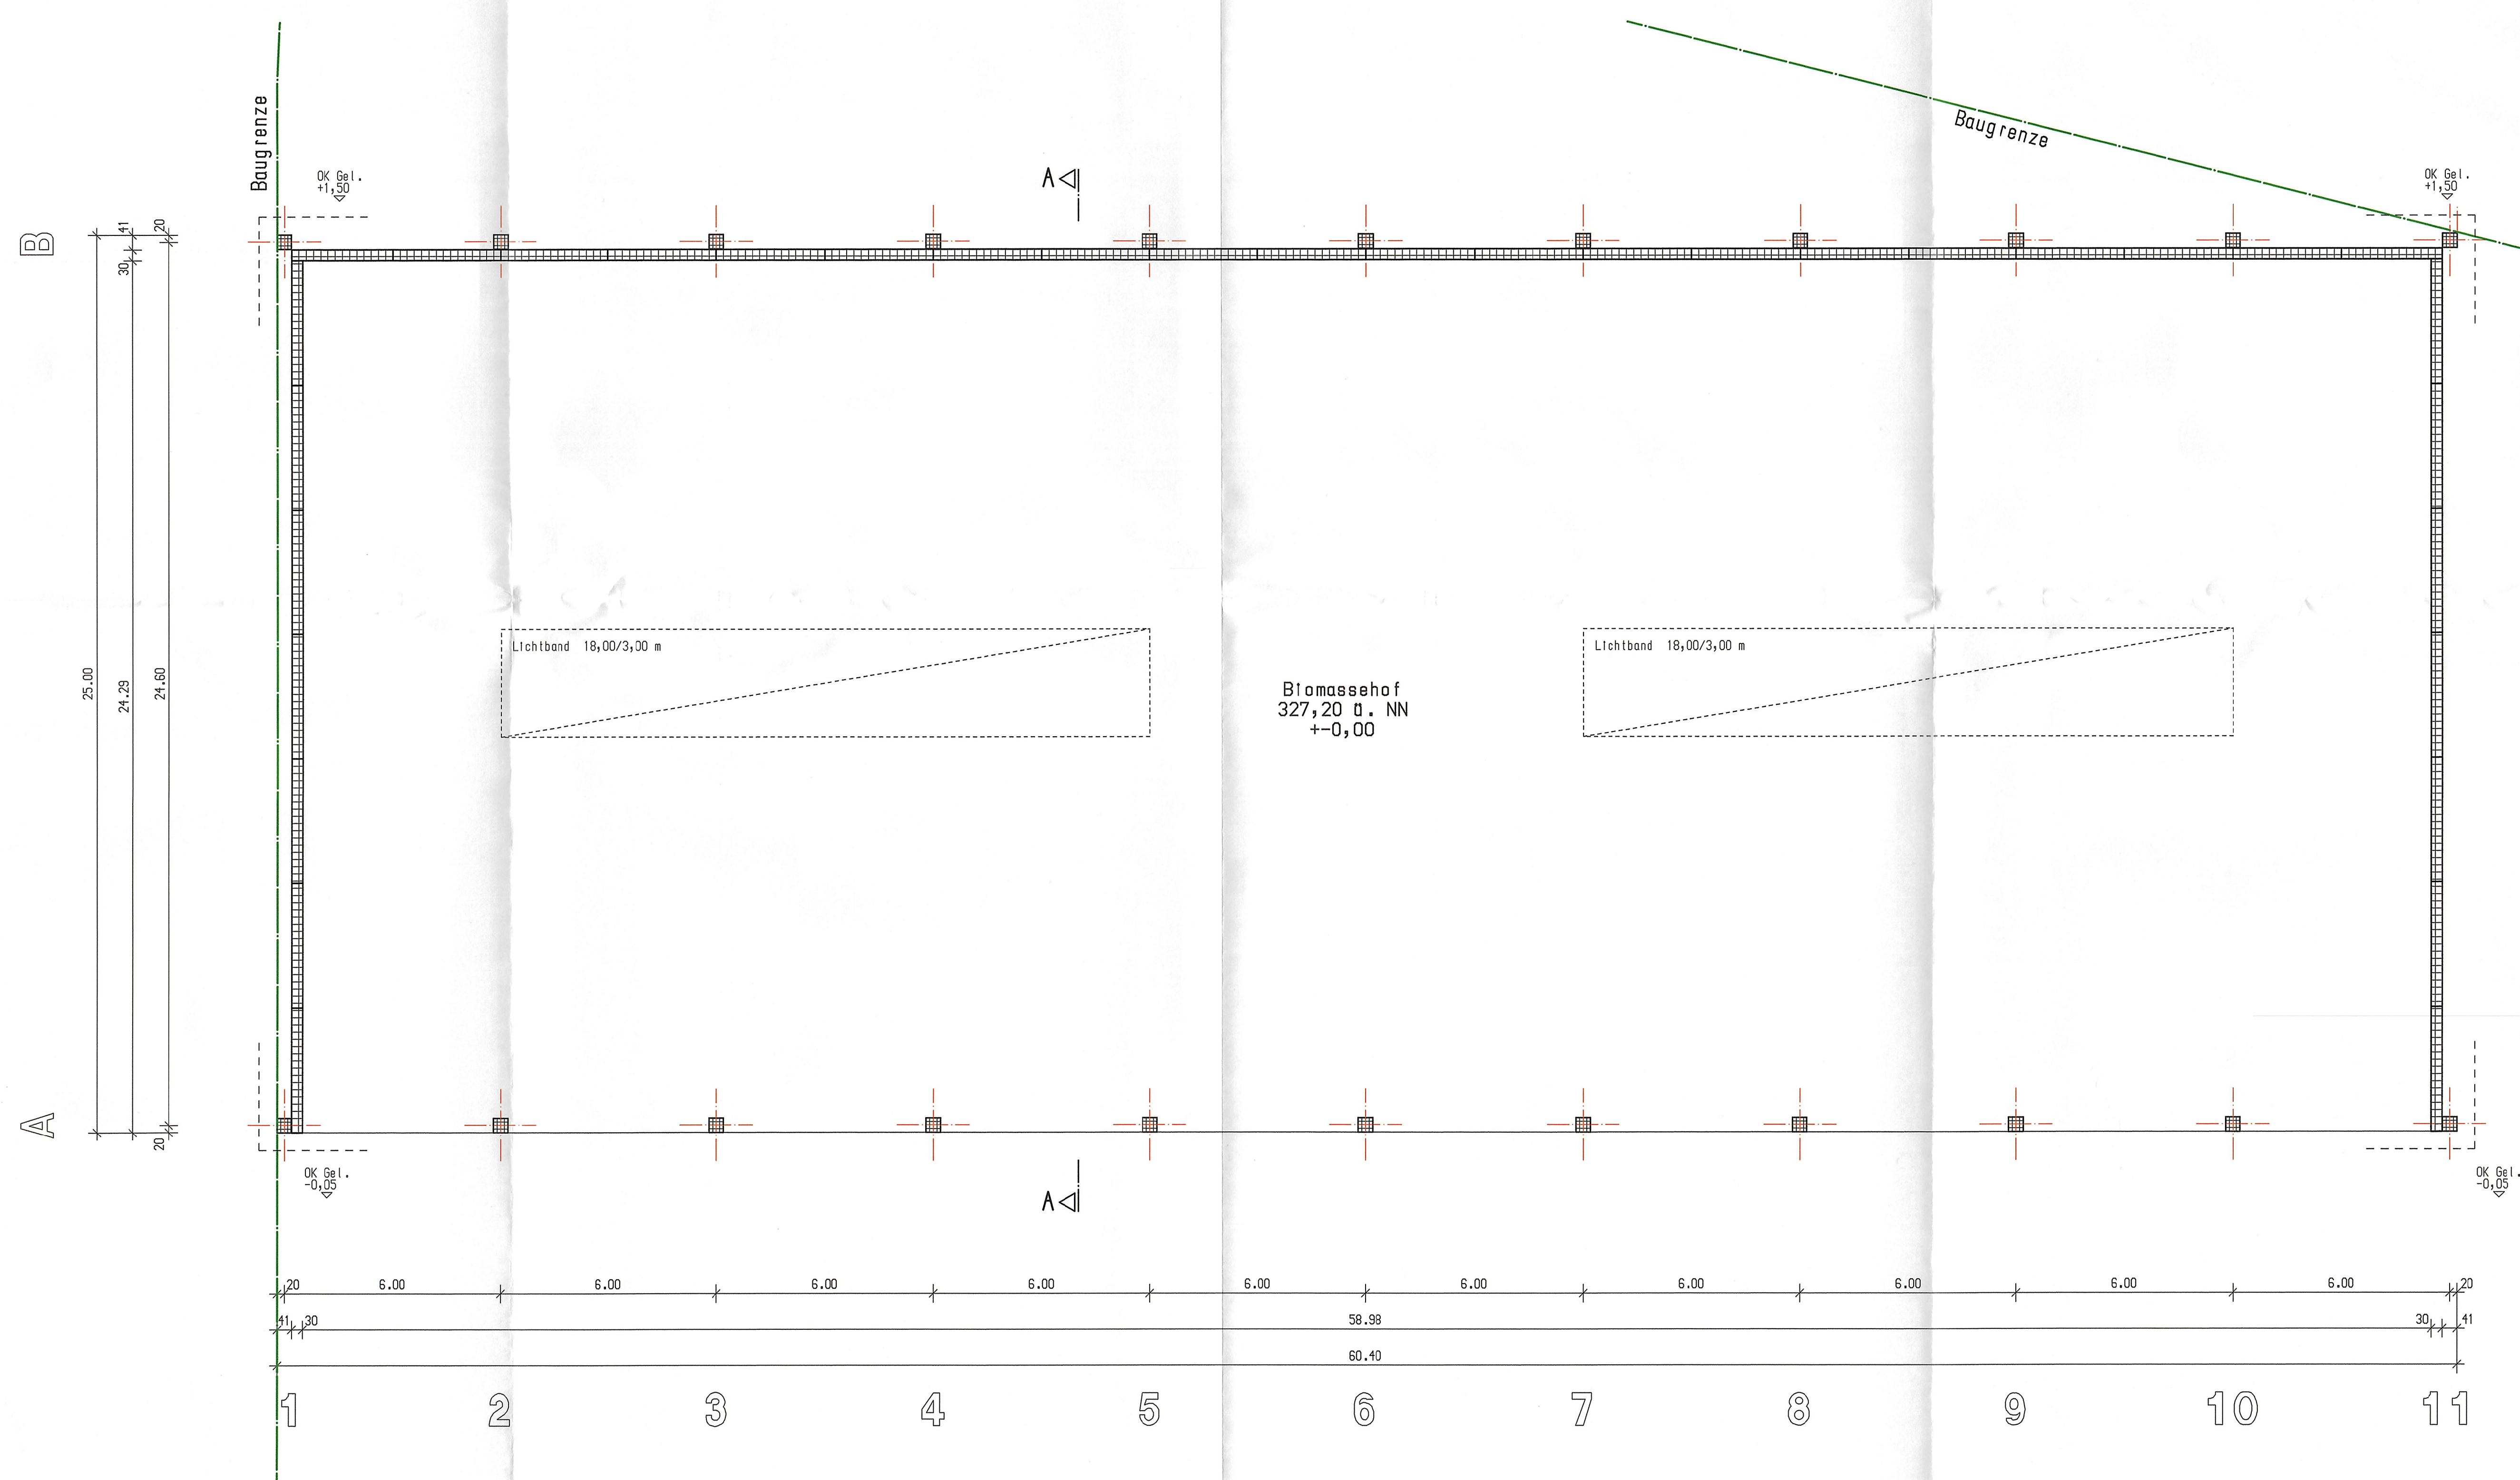 Baugrenze
Baugrenze
OK Gel.
+1,50
A
OK Gel.
+1,50
B
41
20
30
25.00
24.29
24.60
Lichtband 18,00/3,00 m
Lichtband 18,00/3,00 m
Biomassehof
327,20 ü. NN
+-0,00
A
20
OK Gel.
-0,05
A
OK Gel.
-0,05
20 6.00 6.00 6.00 6.00 6.00 6.00 6.00 6.00 6.00 6.00 20
41 30 58.98 30 41
60.40
1 2 3 4 5 6 7 8 9 10 11